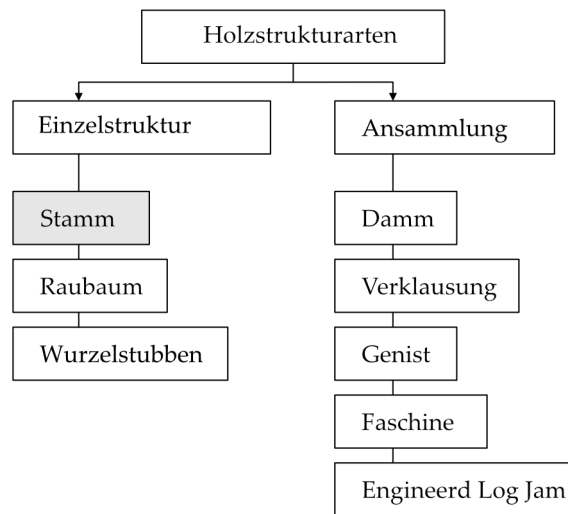 Holzstrukturarten
Einzelstruktur
Stamm
Raubaum
Wurzelstubben
Ansammlung
Damm
Verklausung
Genist
Faschine
Engineerd Log Jam